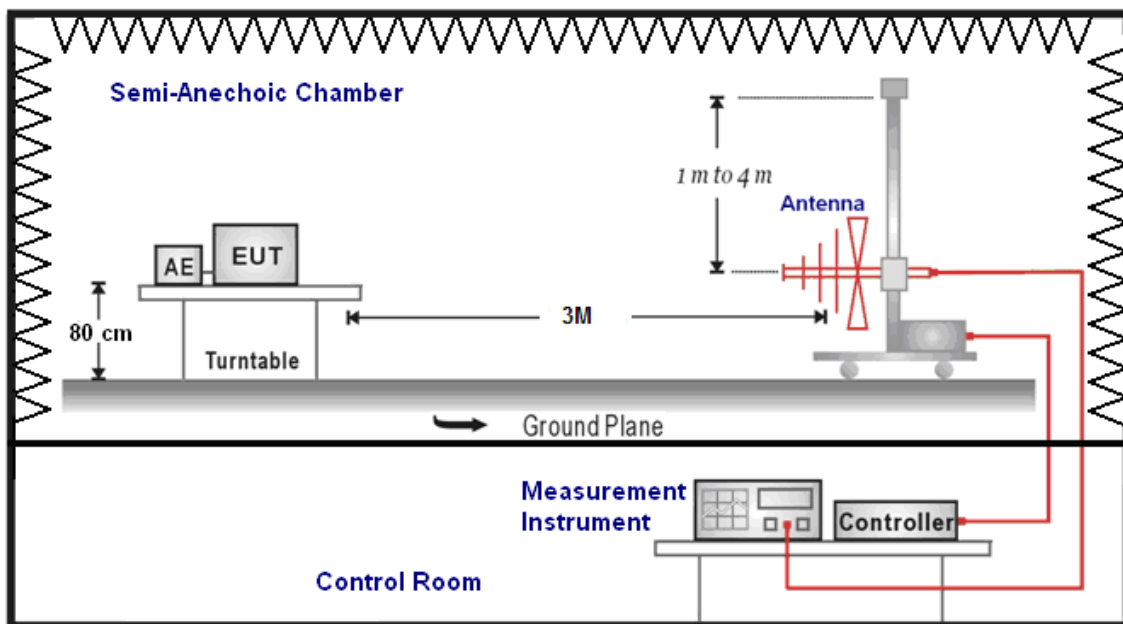 Semi-Anechoic Chamber
1 m to 4 m
Antenna
AE
EUT
80 cm
3M
Turntable
Ground Plane
Measurement
Instrument
Controller
Control Room